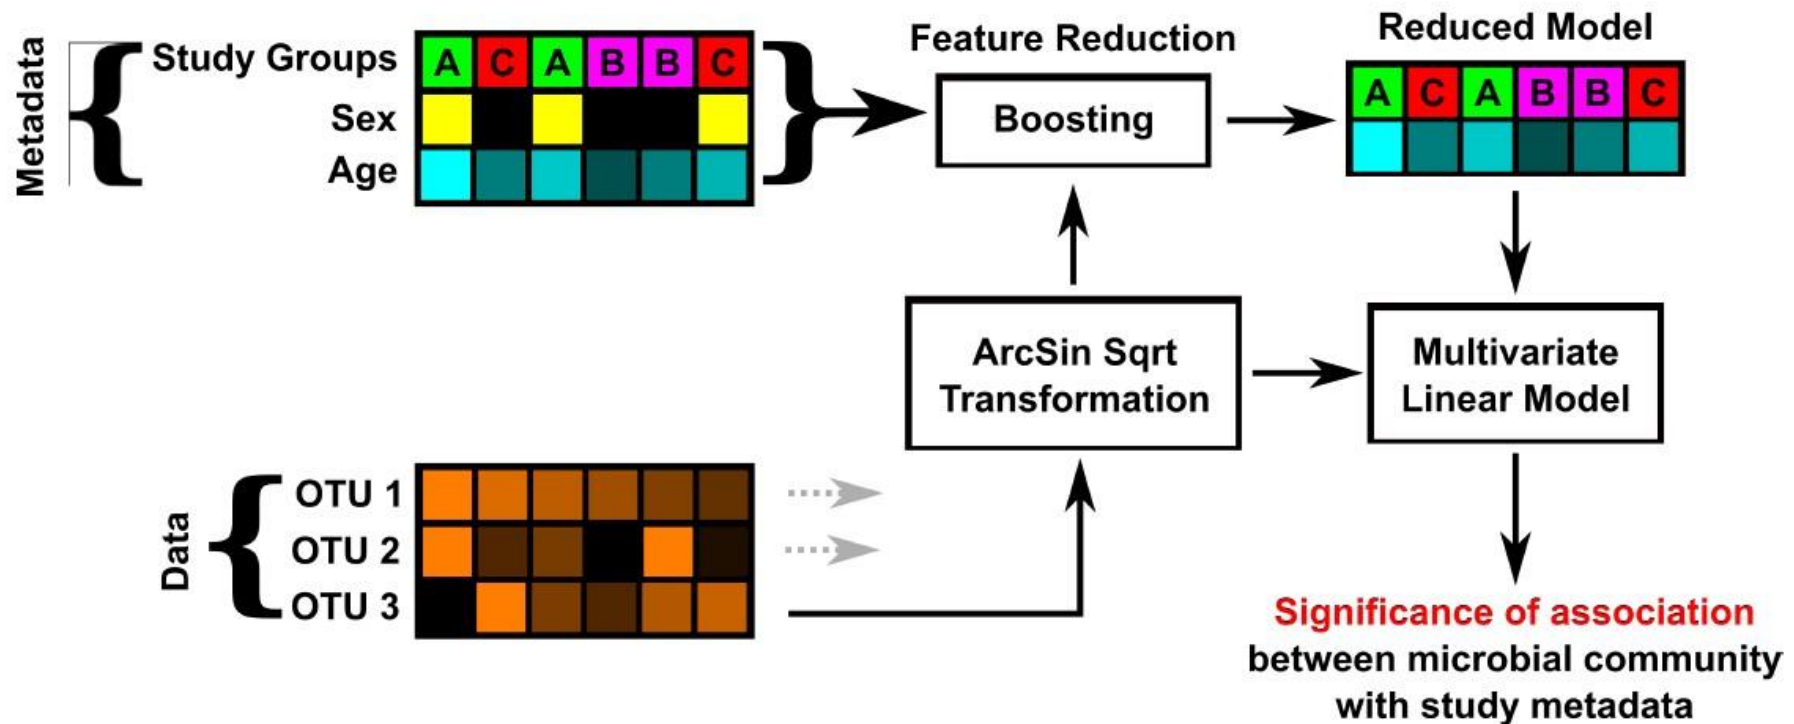 Metadata
Study Groups A C A B B C
Sex
Age
Feature Reduction
Boosting
Reduced Model
A C A B B C
ArcSin Sqrt
Transformation
Multivariate
Linear Model
Data
OTU 1
OTU 2
OTU 3
Significance of association
between microbial community
with study metadata